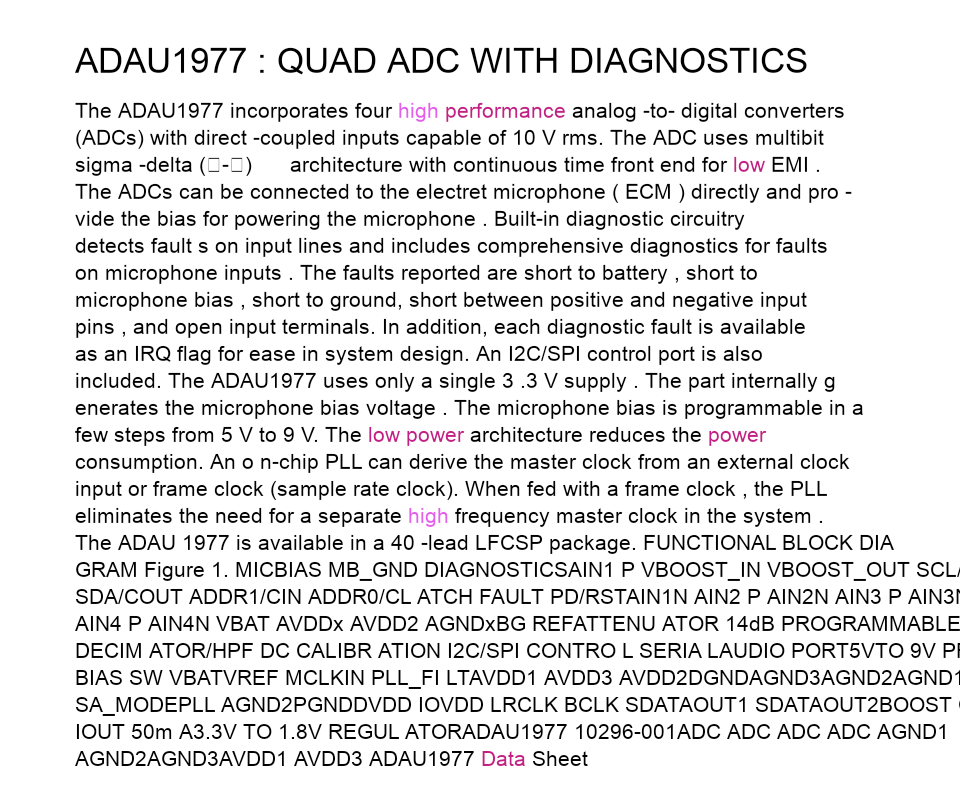 ADAU1977 : QUAD ADC WITH DIAGNOSTICS
The ADAU1977 incorporates four high performance analog -to- digital converters
(ADCs) with direct -coupled inputs capable of 10 V rms. The ADC uses multibit
sigma -delta (□-□) architecture with continuous time front end for low EMI .
The ADCs can be connected to the electret microphone ( ECM ) directly and pro -
vide the bias for powering the microphone . Built-in diagnostic circuitry
detects fault s on input lines and includes comprehensive diagnostics for faults
on microphone inputs . The faults reported are short to battery , short to
microphone bias , short to ground, short between positive and negative input
pins , and open input terminals. In addition, each diagnostic fault is available
as an IRQ flag for ease in system design. An I2C/SPI control port is also
included. The ADAU1977 uses only a single 3 .3 V supply . The part internally g
enerates the microphone bias voltage . The microphone bias is programmable in a
few steps from 5 V to 9 V. The low power architecture reduces the power
consumption. An o n-chip PLL can derive the master clock from an external clock
input or frame clock (sample rate clock). When fed with a frame clock , the PLL
eliminates the need for a separate high frequency master clock in the system .
The ADAU 1977 is available in a 40 -lead LFCSP package. FUNCTIONAL BLOCK DIA
GRAM Figure 1. MICBIAS MB_GND DIAGNOSTICSAIN1 P VBOOST_IN VBOOST_OUT SCL/
SDA/COUT ADDR1/CIN ADDR0/CL ATCH FAULT PD/RSTAIN1N AIN2 P AIN2N AIN3 P AIN3N
AIN4 P AIN4N VBAT AVDDx AVDD2 AGNDxBG REFATTENU ATOR 14dB PROGRAMMABLE
DECIM ATOR/HPF DC CALIBR ATION I2C/SPI CONTRO L SERIA LAUDIO PORT5VTO 9V
BIAS SW VBATVREF MCLKIN PLL_FI LTAVDD1 AVDD3 AVDD2DGNDAGND3AGND2AGND1
SA_MODEPLL AGND2PGNDDVDD IOVDD LRCLK BCLK SDATAOUT1 SDATAOUT2BOOST
IOUT 50m A3.3V TO 1.8V REGUL ATORADAU1977 10296-001ADC ADC ADC ADC AGND1
AGND2AGND3AVDD1 AVDD3 ADAU1977 Data Sheet